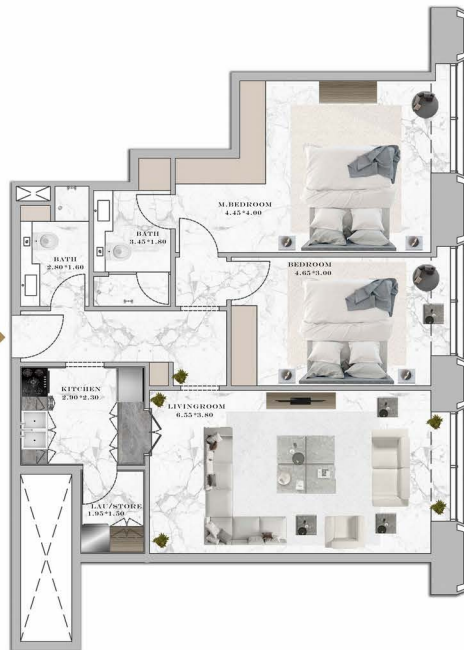 M.BEDROOM
4.45*4.00
BATH
3.45*1.80
BATH
2.80*1.60
BEDROOM
4.65*3.00
KITCHEN
2.90*2.30
LIVINGROOM
6.55*3.80
LAU/STORE
1.95*1.50